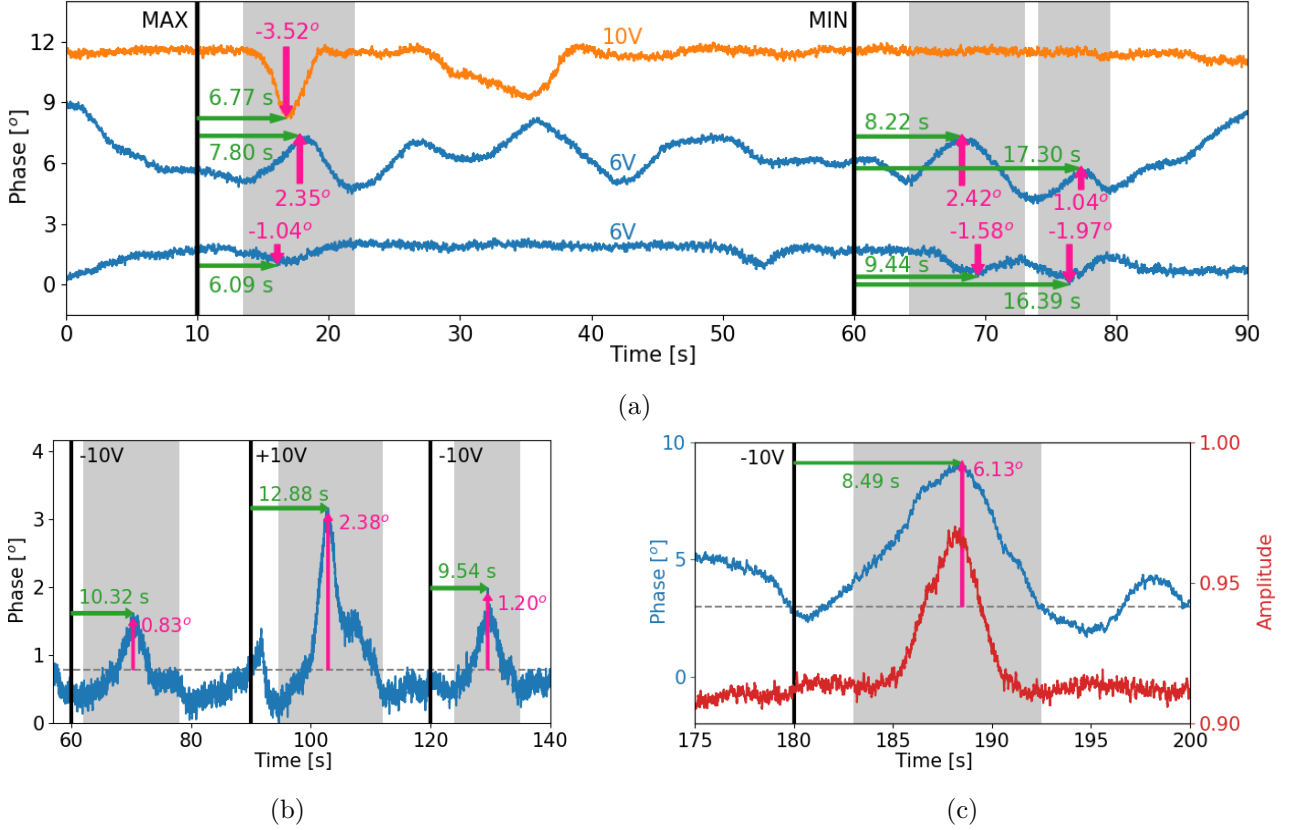 MAX
MIN
-3.52°
10V
6.77 s
7.80 s
2.35°
6V
8.22 s
17.30 s
2.42°
1.04°
-1.04°
6V
-1.58°
-1.97°
6.09 s
9.44 s
16.39 s
12
9
6
3
0
Phase [°]
0 10 20 30 40 50 60 70 80 90
Time [s]
(a)
-10V
+10V
-10V
12.88 s
2.38°
10.32 s
0.83°
9.54 s
1.20°
4
3
2
1
0
Phase [°]
60 80 100 120 140
Time [s]
(b)
-10V
8.49 s
6.13°
10
5
0
Phase [°]
1.00
0.95
0.90
Amplitude
175 180 185 190 195 200
Time [s]
(c)